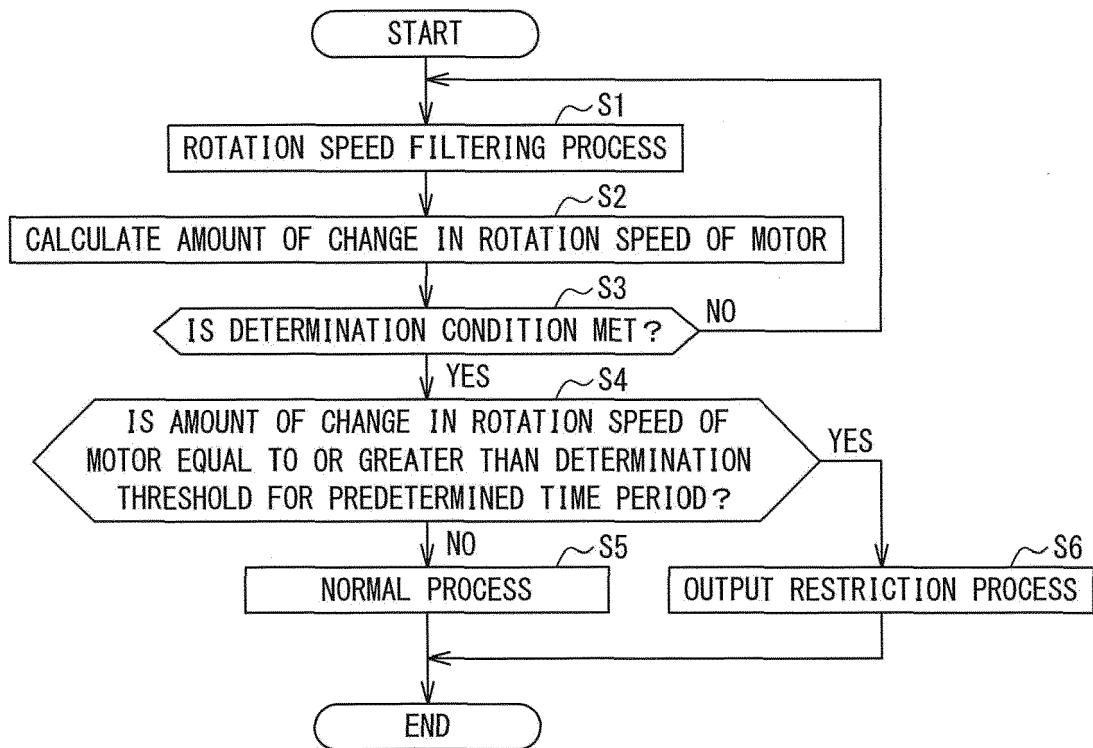 START
S1
ROTATION SPEED FILTERING PROCESS
S2
CALCULATE AMOUNT OF CHANGE IN ROTATION SPEED OF MOTOR
S3
IS DETERMINATION CONDITION MET?
NO
YES
S4
IS AMOUNT OF CHANGE IN ROTATION SPEED OF
MOTOR EQUAL TO OR GREATER THAN DETERMINATION
THRESHOLD FOR PREDETERMINED TIME PERIOD?
YES
NO
S5
NORMAL PROCESS
S6
OUTPUT RESTRICTION PROCESS
END